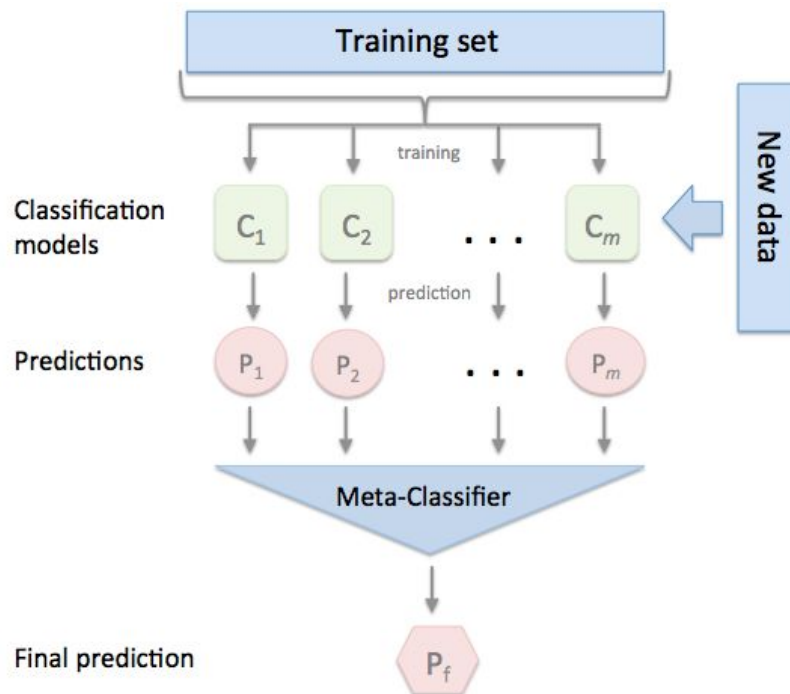 Training set
New data
training
Classification
models
C1 C2 . . . Cm
prediction
Predictions
P1 P2 . . . Pm
Meta-Classifier
Final prediction
Pf